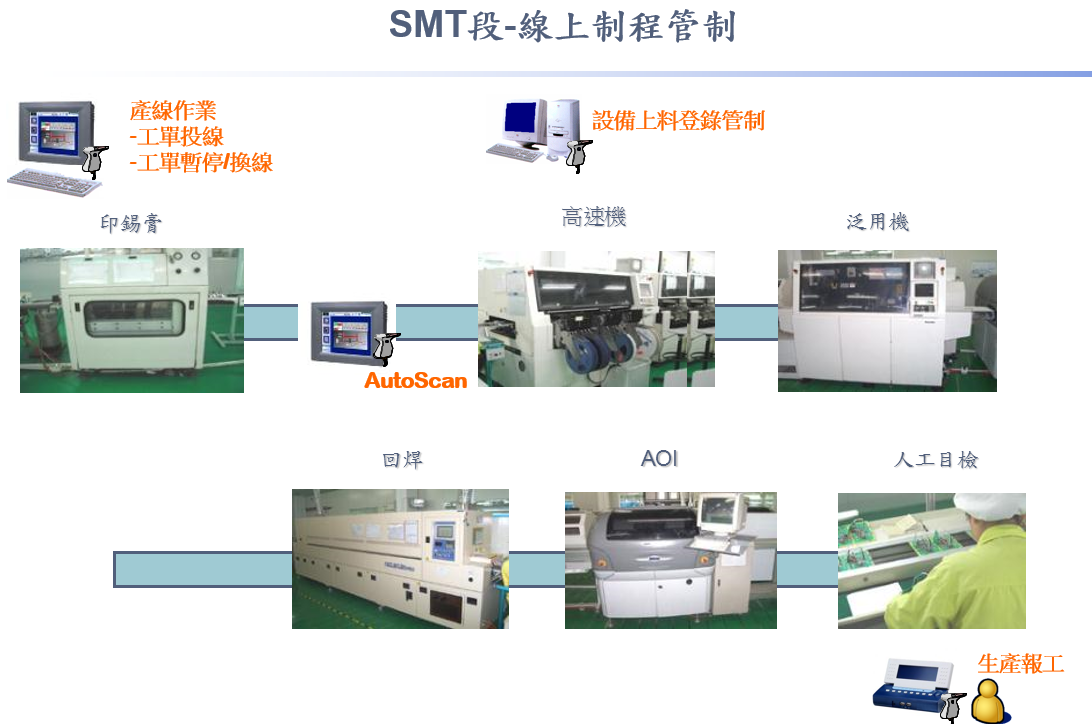 SMT段-線上制程管制
產線作業
-工單投線
-工單暫停/換線
設備上料登錄管制
印錫膏
高速機
泛用機
AutoScan
回焊
AOI
人工目檢
生產報工